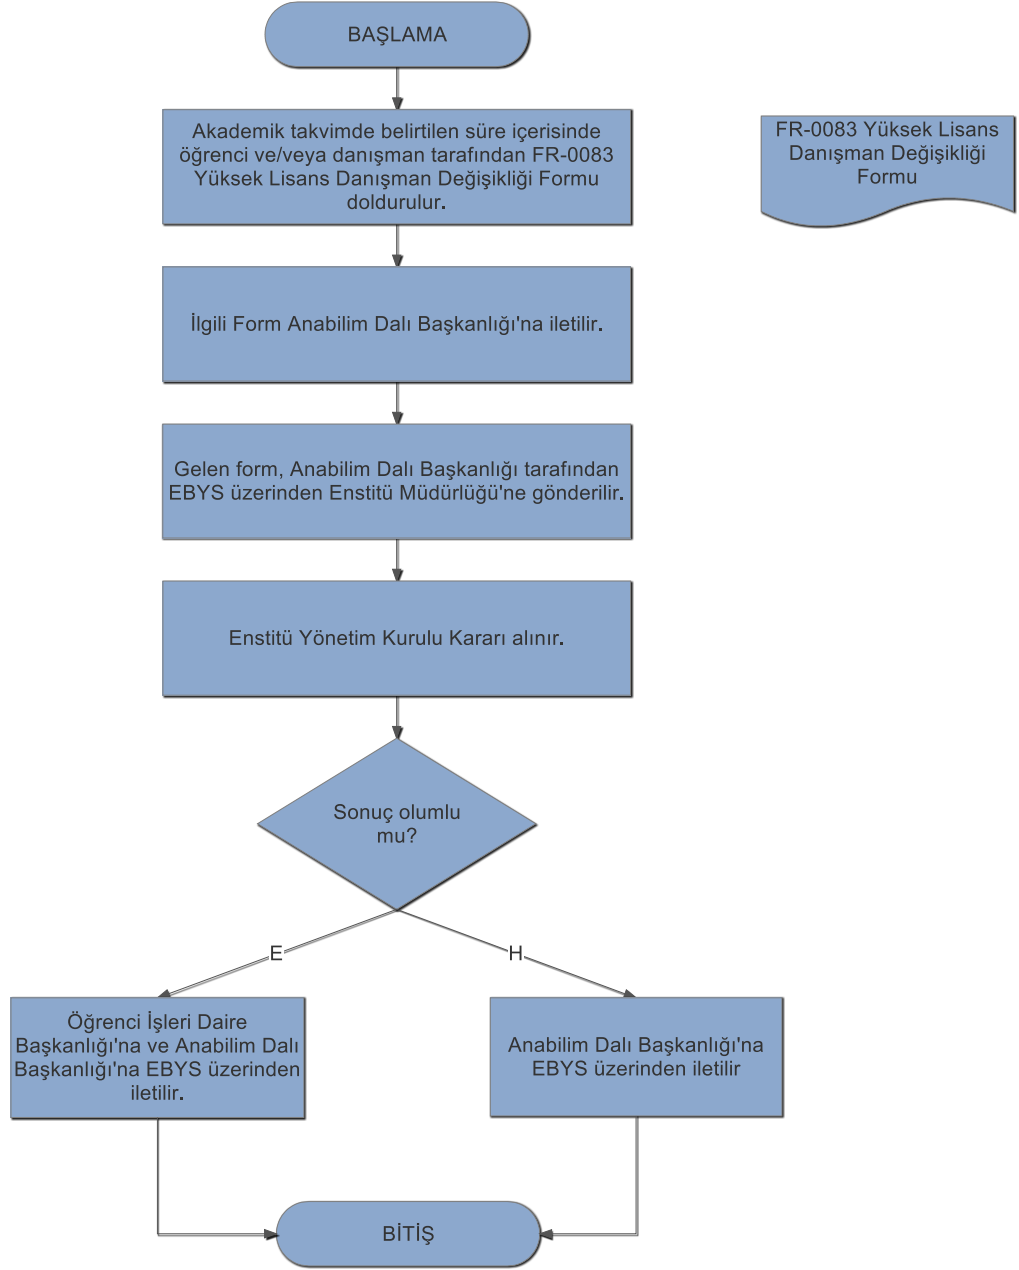 BAŞLAMA
Akademik takvimde belirtilen süre içerisinde
öğrenci ve/veya danışman tarafından FR-0083
Yüksek Lisans Danışman Değişikliği Formu
doldurulur.
FR-0083 Yüksek Lisans
Danışman Değişikliği
Formu
İlgili Form Anabilim Dalı Başkanlığı'na iletilir.
Gelen form, Anabilim Dalı Başkanlığı tarafından
EBYS üzerinden Enstitü Müdürlüğü'ne gönderilir.
Enstitü Yönetim Kurulu Kararı alınır.
Sonuç olumlu
mu?
E
H
Öğrenci İşleri Daire
Başkanlığı'na ve Anabilim Dalı
Başkanlığı'na EBYS üzerinden
iletilir.
Anabilim Dalı Başkanlığı'na
EBYS üzerinden iletilir
BİTİŞ